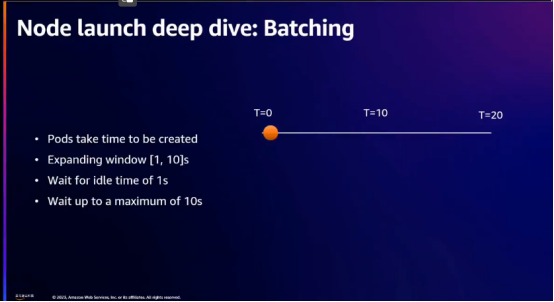 Node launch deep dive: Batching
T=0
T=10
T=20
• Pods take time to be created
• Expanding window [1, 10]s
• Wait for idle time of 1s
• Wait up to a maximum of 10s
© 2023, Amazon Web Services, Inc. or its affiliates. All rights reserved.